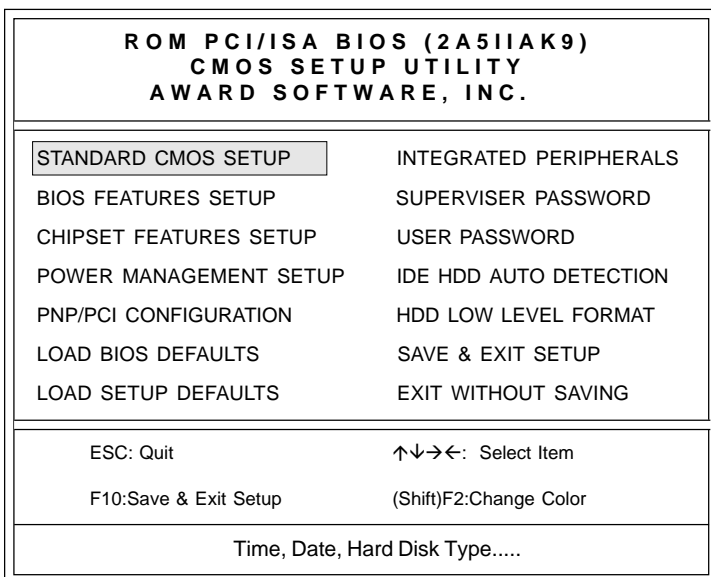 ROM PCI/ISA BIOS (2A5IIAK9)
CMOS SETUP UTILITY
AWARD SOFTWARE, INC.
STANDARD CMOS SETUP
BIOS FEATURES SETUP
CHIPSET FEATURES SETUP
POWER MANAGEMENT SETUP
PNP/PCI CONFIGURATION
LOAD BIOS DEFAULTS
LOAD SETUP DEFAULTS
INTEGRATED PERIPHERALS
SUPERVISER PASSWORD
USER PASSWORD
IDE HDD AUTO DETECTION
HDD LOW LEVEL FORMAT
SAVE & EXIT SETUP
EXIT WITHOUT SAVING
ESC: Quit
↑↓→←: Select Item
F10:Save & Exit Setup
(Shift)F2:Change Color
Time, Date, Hard Disk Type.....